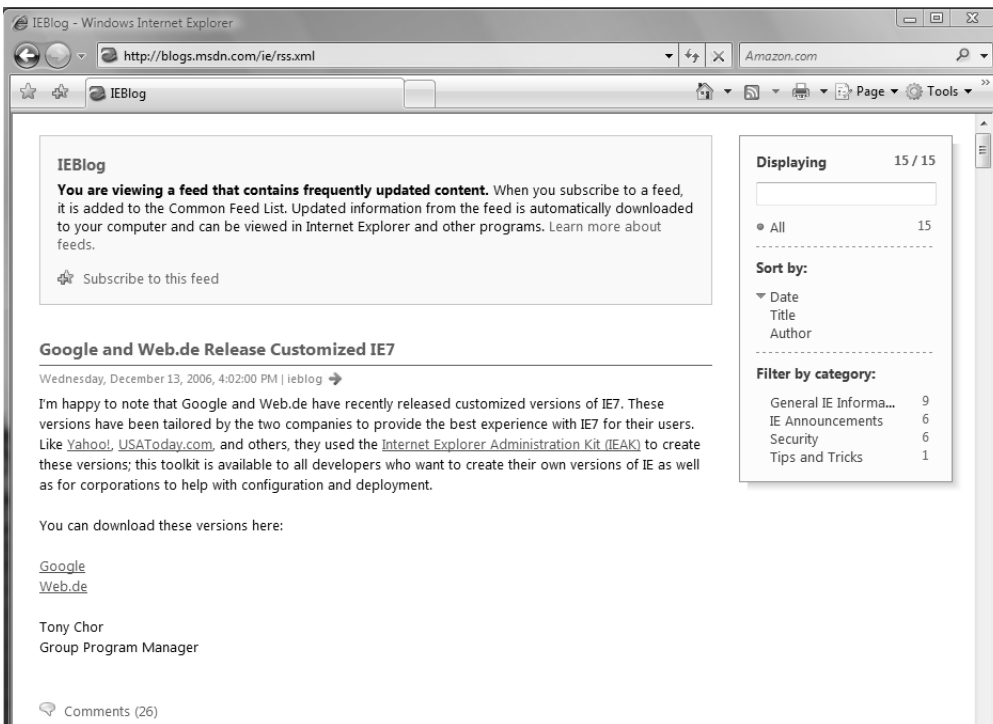 IEBlog - Windows Internet Explorer
http://blogs.msdn.com/ie/rss.xml
Amazon.com
IEBlog
Page
Tools
IEBlog
You are viewing a feed that contains frequently updated content. When you subscribe to a feed,
it is added to the Common Feed List. Updated information from the feed is automatically downloaded
to your computer and can be viewed in Internet Explorer and other programs. Learn more about
feeds.
Subscribe to this feed
Google and Web.de Release Customized IE7
Wednesday, December 13, 2006, 4:02:00 PM | ieblog
I'm happy to note that Google and Web.de have recently released customized versions of IE7. These
versions have been tailored by the two companies to provide the best experience with IE7 for their users.
Like Yahoo!, USAToday.com, and others, they used the Internet Explorer Administration Kit (IEAK) to create
these versions; this toolkit is available to all developers who want to create their own versions of IE as well
as for corporations to help with configuration and deployment.
You can download these versions here:
Google
Web.de
Tony Chor
Group Program Manager
Comments (26)
Displaying 15 / 15
All 15
Sort by:
Date
Title
Author
Filter by category:
General IE Informa... 9
IE Announcements 6
Security 6
Tips and Tricks 1